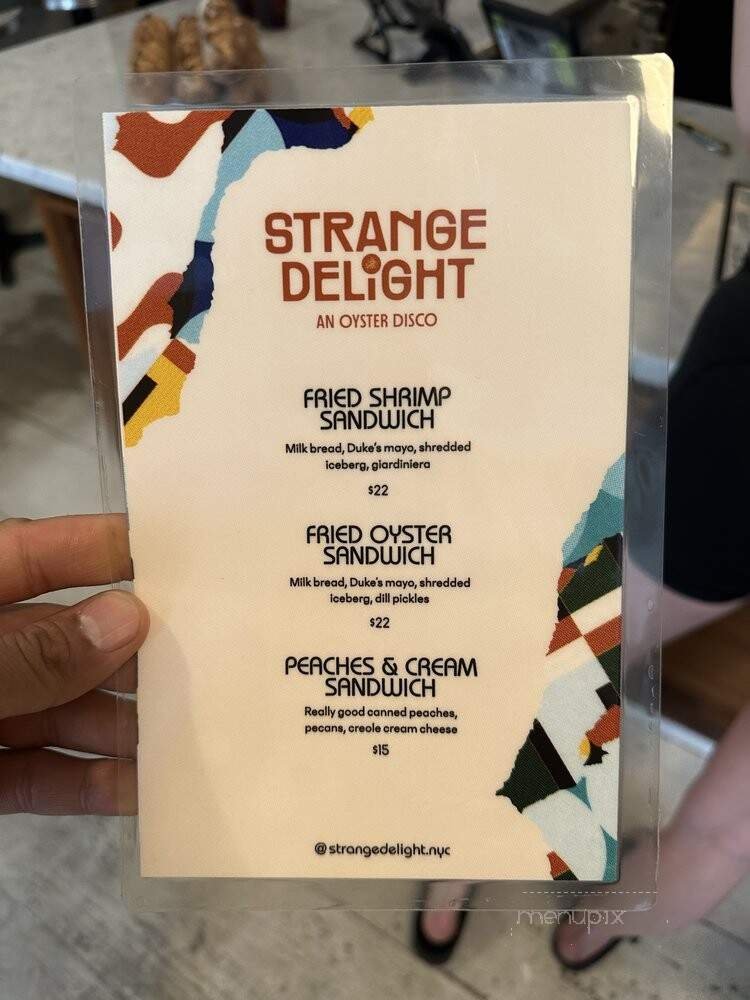 STRANGE
DELiGHT
AN OYSTER DISCO
FRIED SHRIMP
SANDWICH
Milk bread, Duke's mayo, shredded
iceberg, giardiniera
$22
FRIED OYSTER
SANDWICH
Milk bread, Duke's mayo, shredded
iceberg, dill pickles
$22
PEACHES & CREAM
SANDWICH
Really good canned peaches,
pecans, creole cream cheese
$15
@strangedelight.nyc
menupix